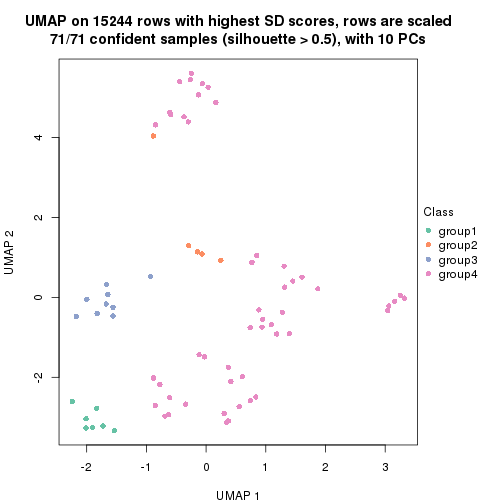 UMAP on 15244 rows with highest SD scores, rows are scaled
71/71 confident samples (silhouette > 0.5), with 10 PCs
4
2
0
-2
UMAP 2
-2
-1
0
1
2
3
UMAP 1
Class
group1
group2
group3
group4